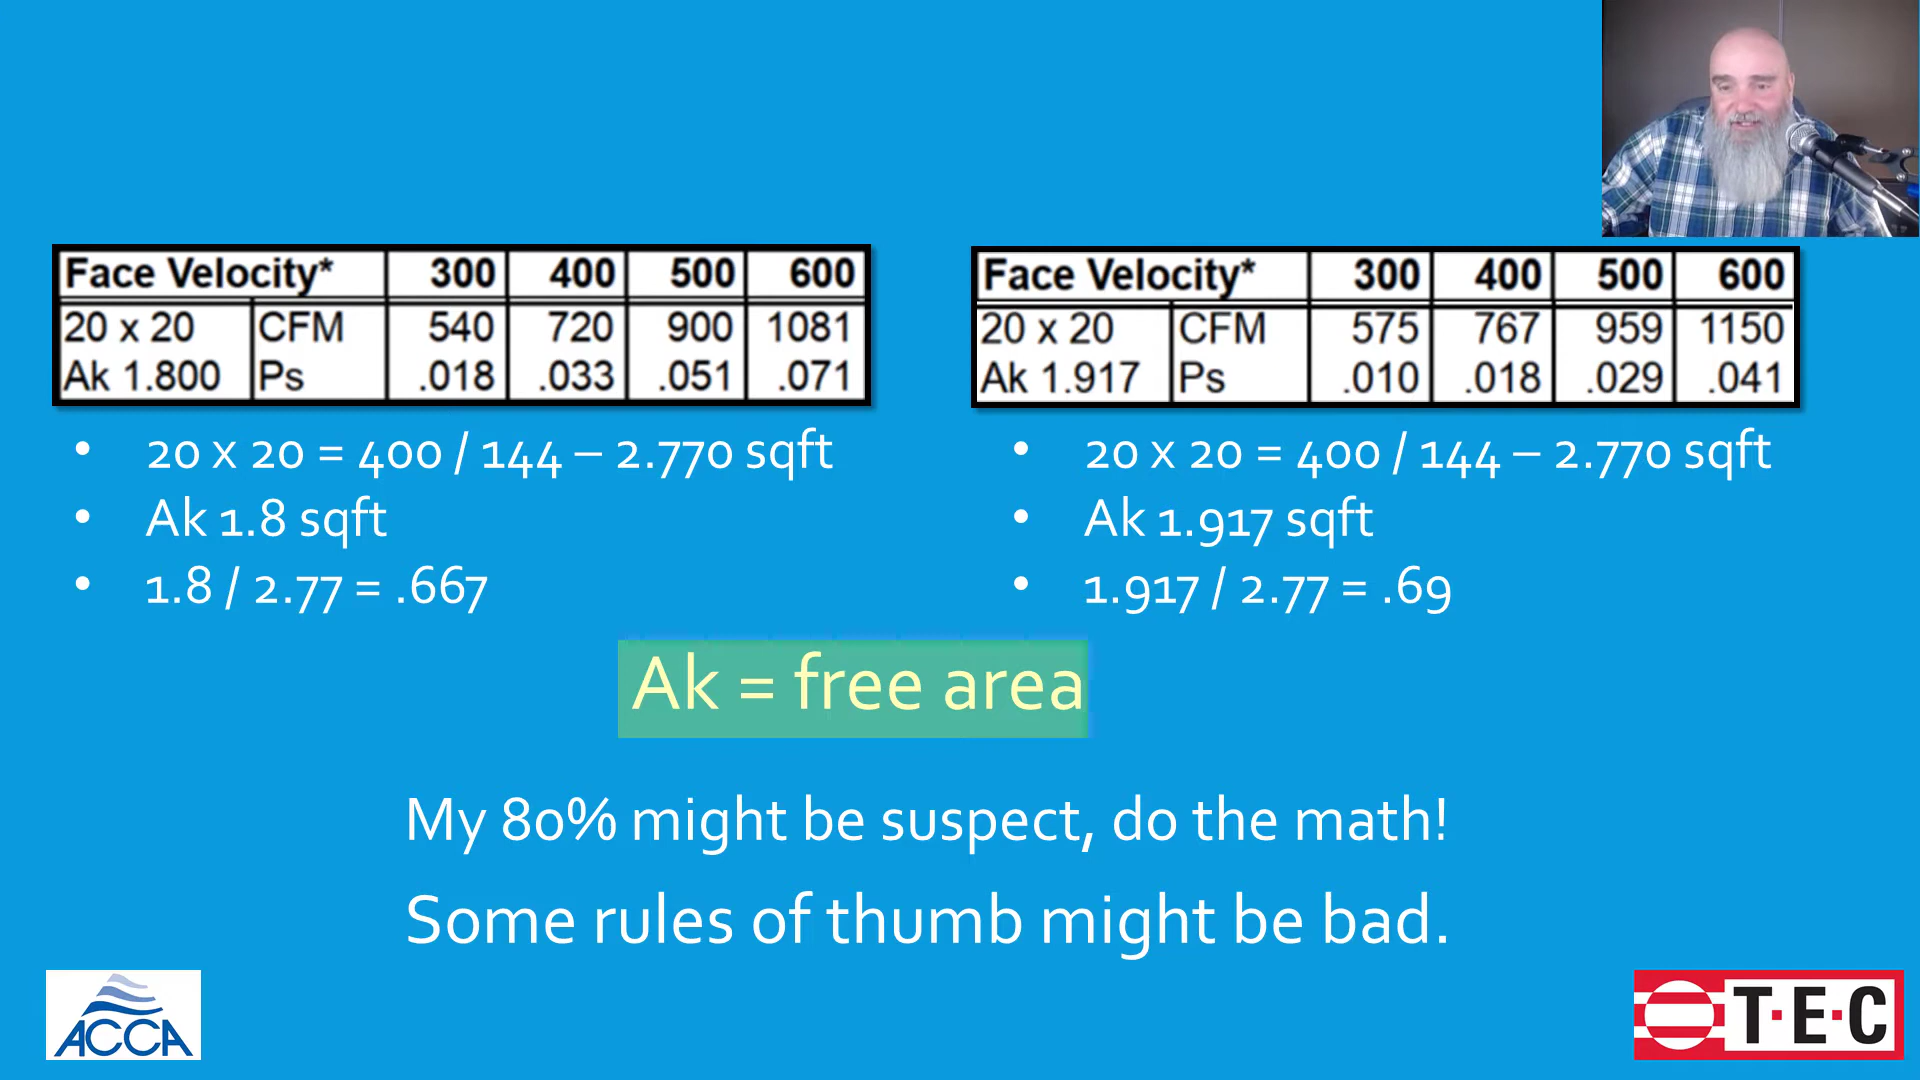 Face Velocity* 300 400 500 600
20 x 20 CFM 540 720 900 1081
Ak 1.800 Ps .018 .033 .051 .071
• 20 x 20 = 400 / 144 – 2.770 sqft
• Ak 1.8 sqft
• 1.8 / 2.77 = .667
Face Velocity* 300 400 500 600
20 x 20 CFM 575 767 959 1150
Ak 1.917 Ps .010 .018 .029 .041
• 20 x 20 = 400 / 144 – 2.770 sqft
• Ak 1.917 sqft
• 1.917 / 2.77 = .69
Ak = free area
My 80% might be suspect, do the math!
Some rules of thumb might be bad.
ACCA
T·E·C